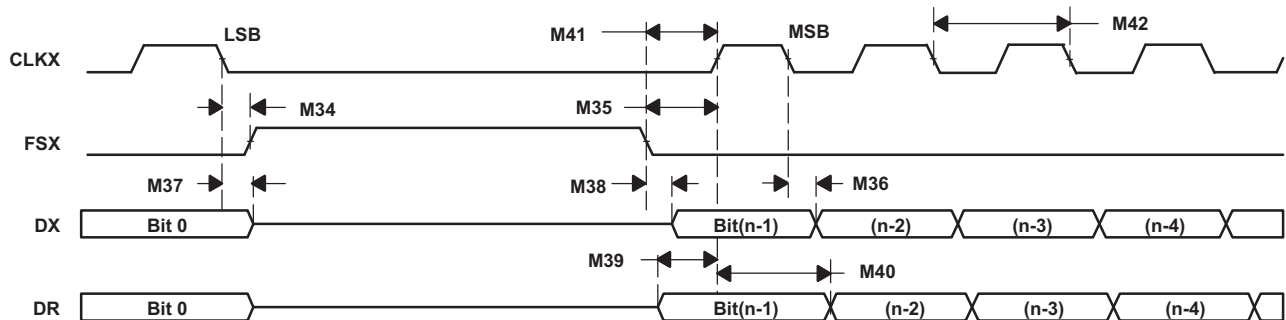 LSB
M41
MSB
M42
CLKX
M34
M35
FSX
M37
M38
M36
DX
Bit 0
Bit(n-1)
(n-2)
(n-3)
(n-4)
M39
M40
DR
Bit 0
Bit(n-1)
(n-2)
(n-3)
(n-4)